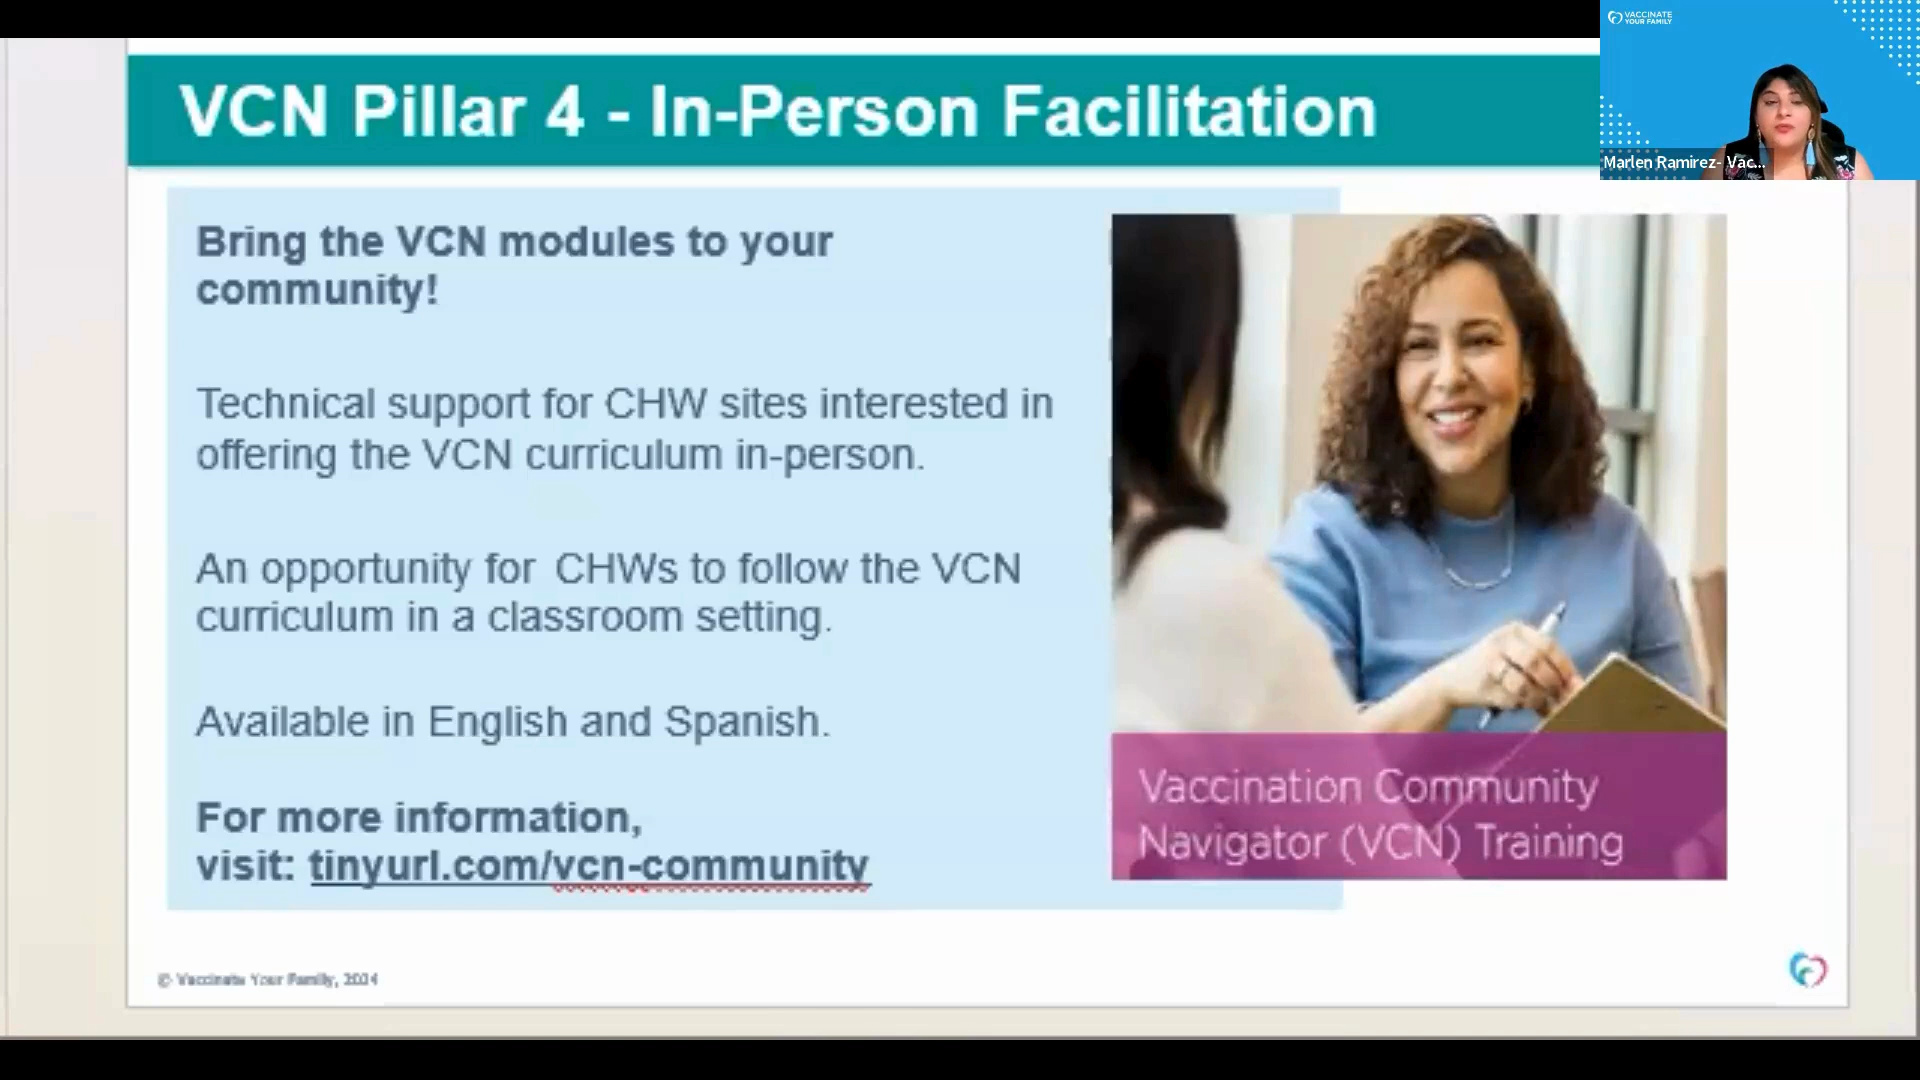 VACCINATE
YOUR FAMILY
Marlen Ramirez- Vac...
VCN Pillar 4 - In-Person Facilitation
Bring the VCN modules to your
community!
Technical support for CHW sites interested in
offering the VCN curriculum in-person.
An opportunity for CHWs to follow the VCN
curriculum in a classroom setting.
Available in English and Spanish.
For more information,
visit: tinyurl.com/vcn-community
Vaccination Community
Navigator (VCN) Training
© Vaccinate Your Family, 2024